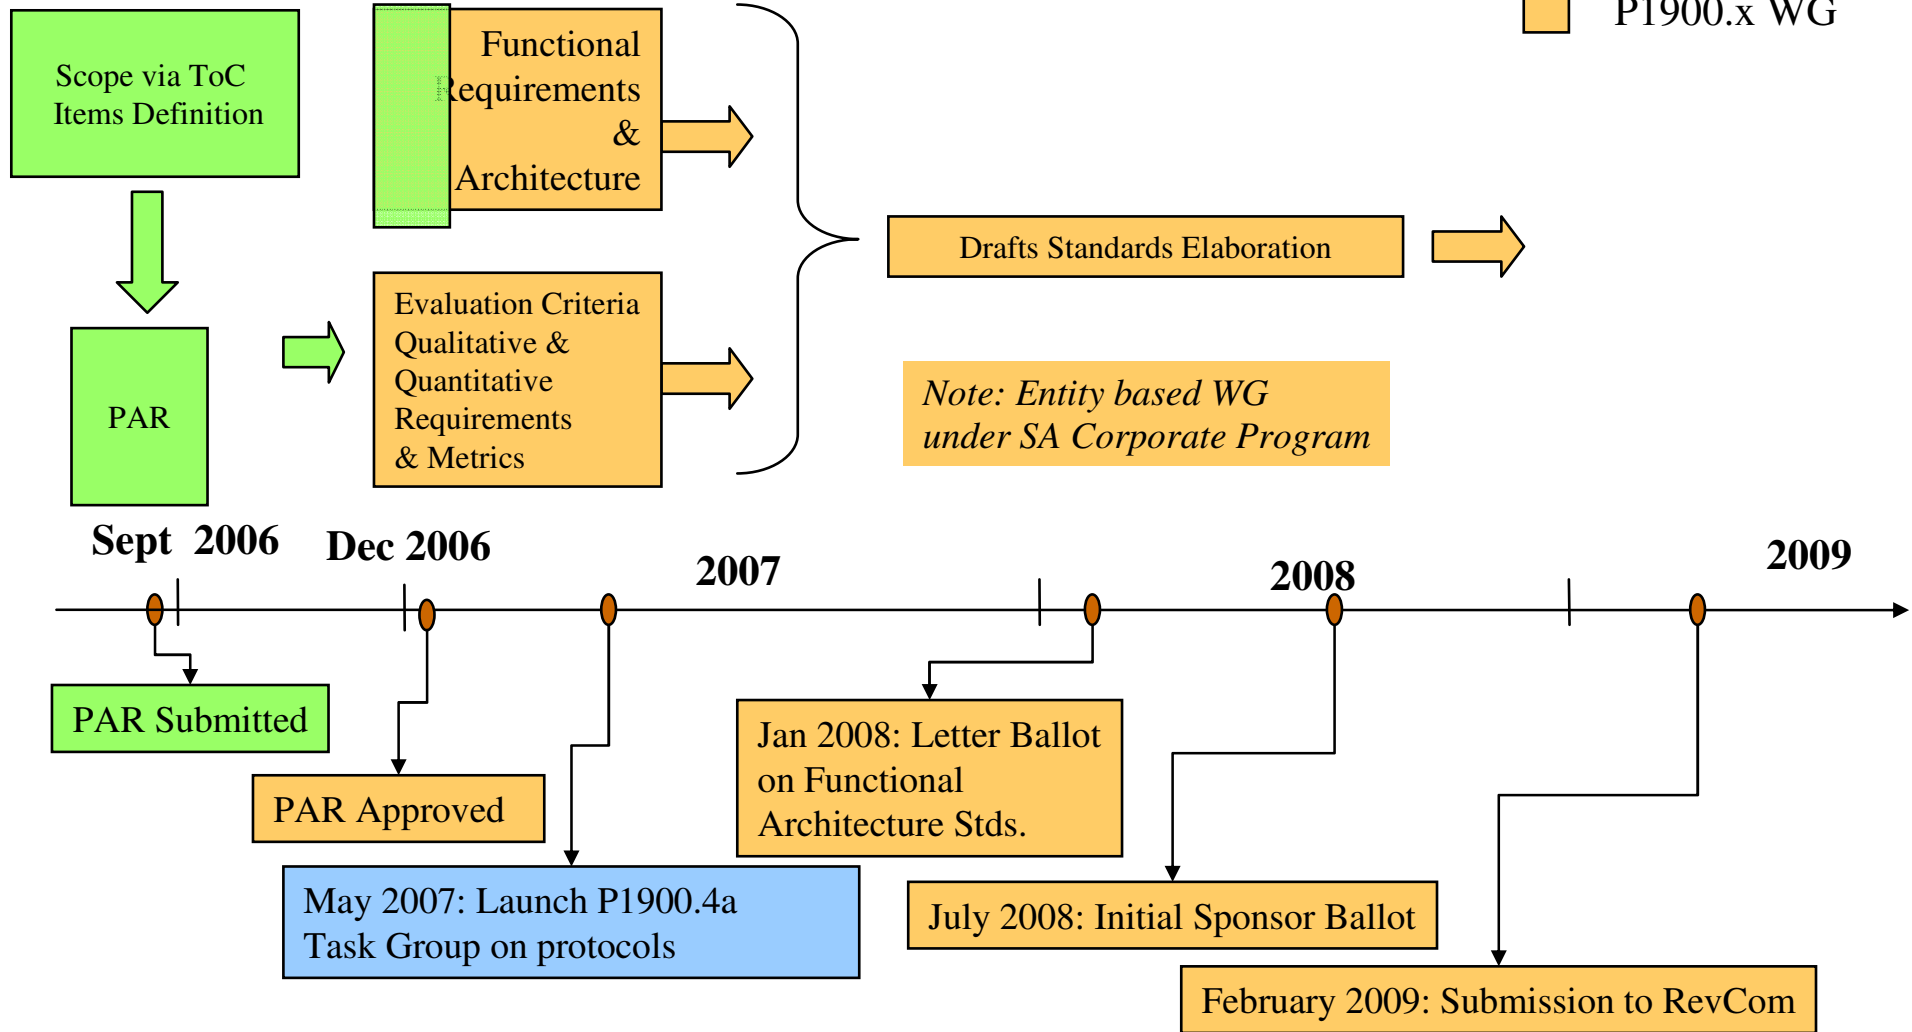 P1900.x WG
Scope via ToC
Items Definition
Functional
Requirements
&
Architecture
Drafts Standards Elaboration
PAR
Evaluation Criteria
Qualitative &
Quantitative
Requirements
& Metrics
Note: Entity based WG
under SA Corporate Program
Sept 2006
Dec 2006
2007
2008
2009
PAR Submitted
PAR Approved
May 2007: Launch P1900.4a
Task Group on protocols
Jan 2008: Letter Ballot
on Functional
Architecture Stds.
July 2008: Initial Sponsor Ballot
February 2009: Submission to RevCom